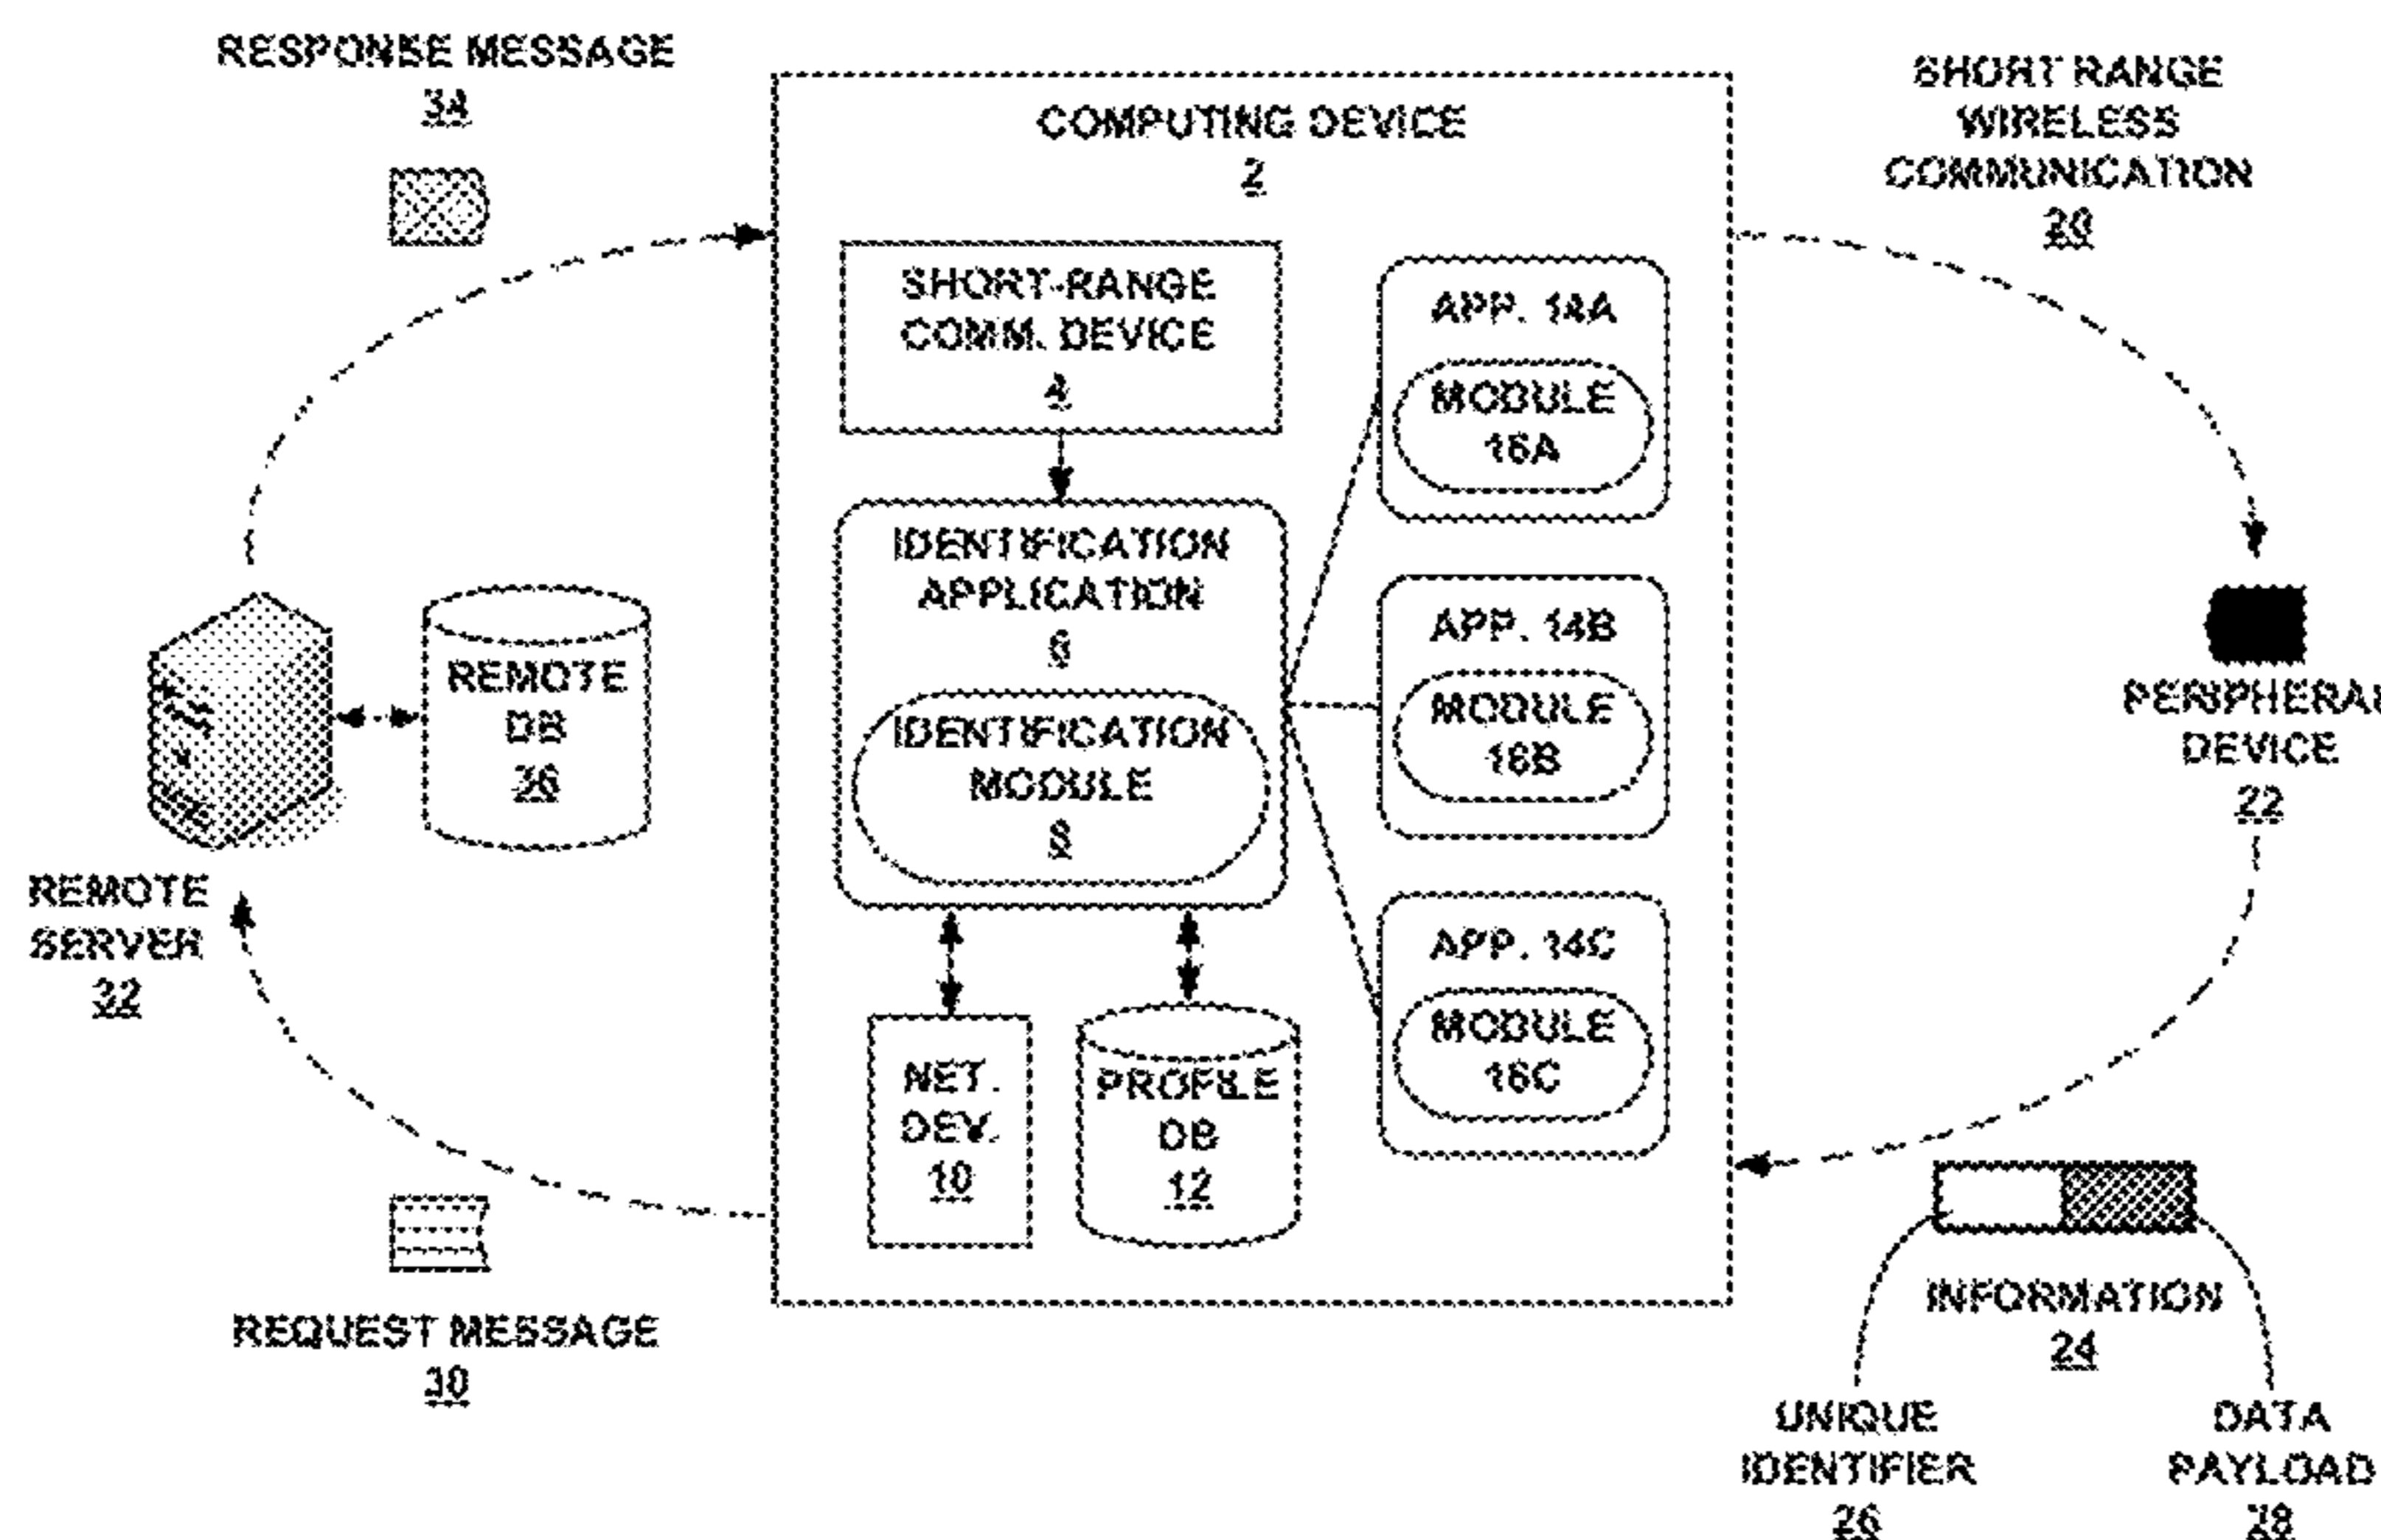 RESPONSE MESSAGE
34
COMPUTING DEVICE
2
SHORT RANGE
WIRELESS
COMMUNICATION
20
SHORT-RANGE
COMM. DEVICE
4
APP. 14A
MODULE
16A
IDENTIFICATION
APPLICATION
6
IDENTIFICATION
MODULE
8
APP. 14B
MODULE
16B
REMOTE
DB
REMOTE
SERVER
32
PERIPHERAL
DEVICE
22
APP. 14C
MODULE
16C
NET.
DEV.
10
PROFILE
DB
12
REQUEST MESSAGE
30
INFORMATION
24
UNIQUE
IDENTIFIER
26
DATA
PAYLOAD
28